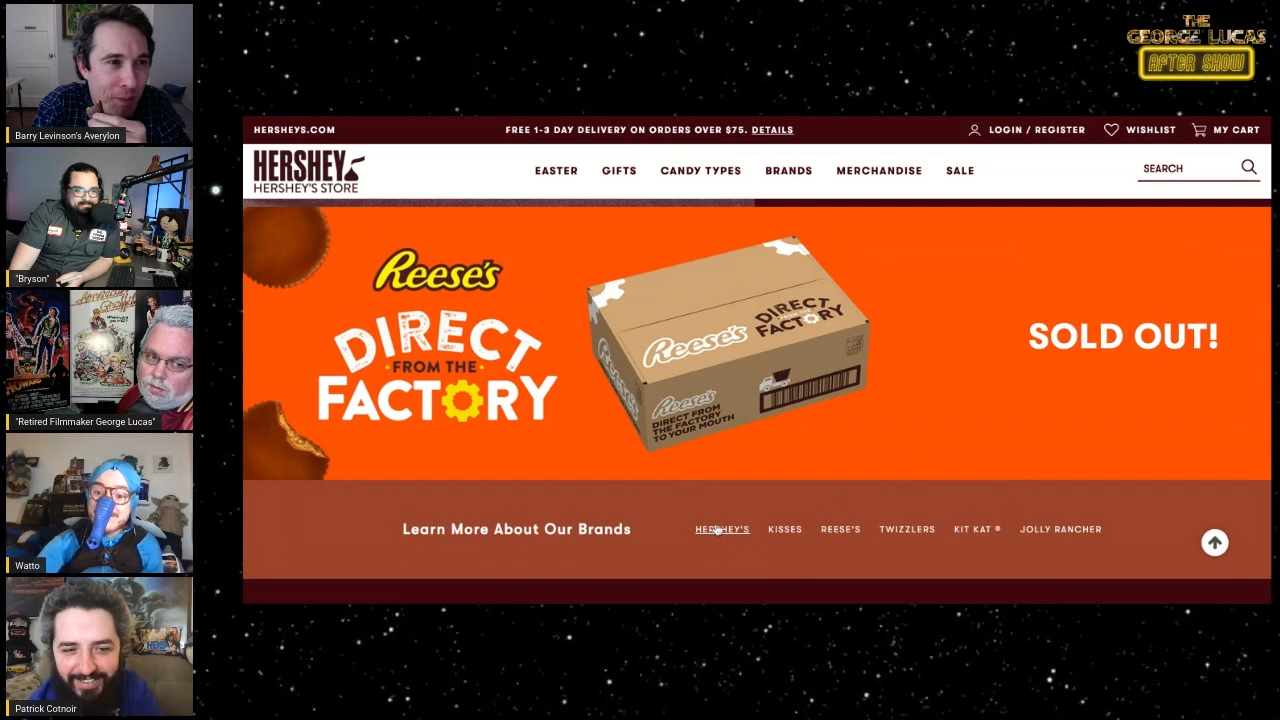 THE
GEORGE LUCAS
AFTER SHOW
Barry Levinson's Averylon
"Bryson"
"Retired Filmmaker George Lucas"
Watto
Patrick Cotnoir
HERSHEYS.COM
FREE 1-3 DAY DELIVERY ON ORDERS OVER $75. DETAILS
LOGIN / REGISTER
WISHLIST
MY CART
HERSHEY
HERSHEY'S STORE
EASTER
GIFTS
CANDY TYPES
BRANDS
MERCHANDISE
SALE
SEARCH
Reese's
DIRECT
FROM THE
FACTORY
Reese's
DIRECT
FACTORY
Reese's
DIRECT FROM
THE FACTORY
TO YOUR MOUTH
SOLD OUT!
Learn More About Our Brands
HERSHEY'S
KISSES
REESE'S
TWIZZLERS
KIT KAT ®
JOLLY RANCHER
HOWARD
HBO